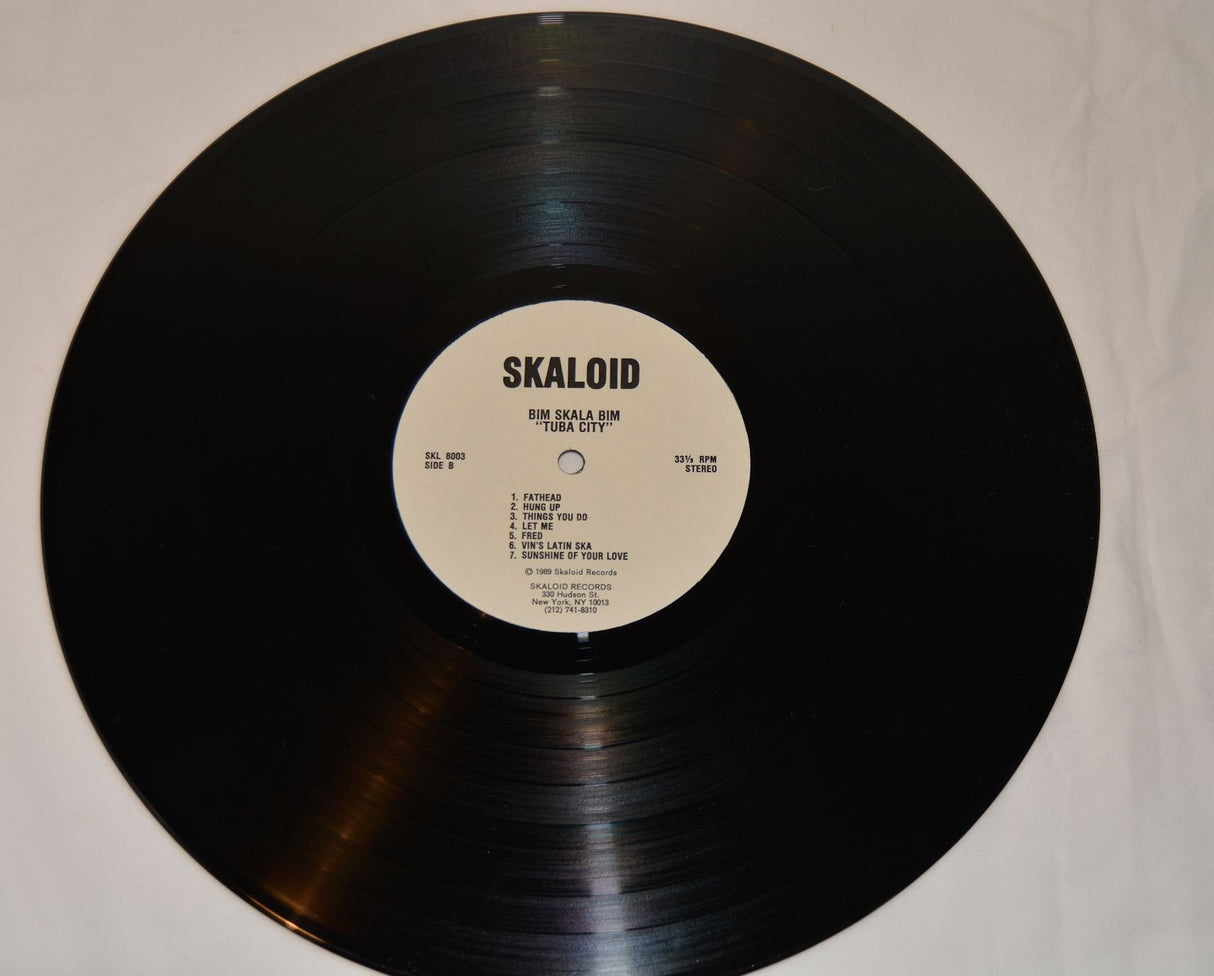 SKALOID
BIM SKALA BIM
“TUBA CITY”
SKL 8003
SIDE B
33⅓ RPM
STEREO
1. FATHEAD
2. HUNG UP
3. THINGS YOU DO
4. LET ME
5. FRED
6. VIN'S LATIN SKA
7. SUNSHINE OF YOUR LOVE
© 1989 Skaloid Records
SKALOID RECORDS
330 Hudson St.
New York, NY 10013
(212) 741-8310